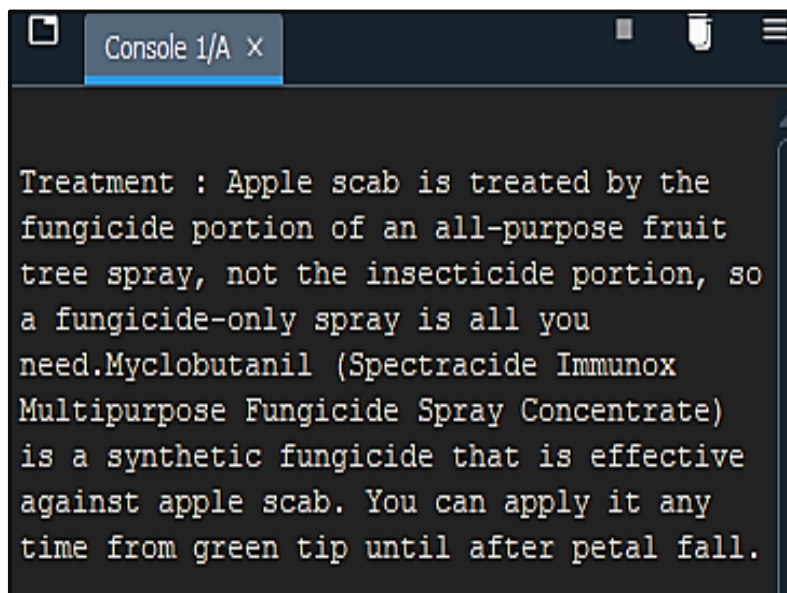 Console 1/A ×
Treatment : Apple scab is treated by the
fungicide portion of an all-purpose fruit
tree spray, not the insecticide portion, so
a fungicide-only spray is all you
need.Myclobutanil (Spectracide Immunox
Multipurpose Fungicide Spray Concentrate)
is a synthetic fungicide that is effective
against apple scab. You can apply it any
time from green tip until after petal fall.